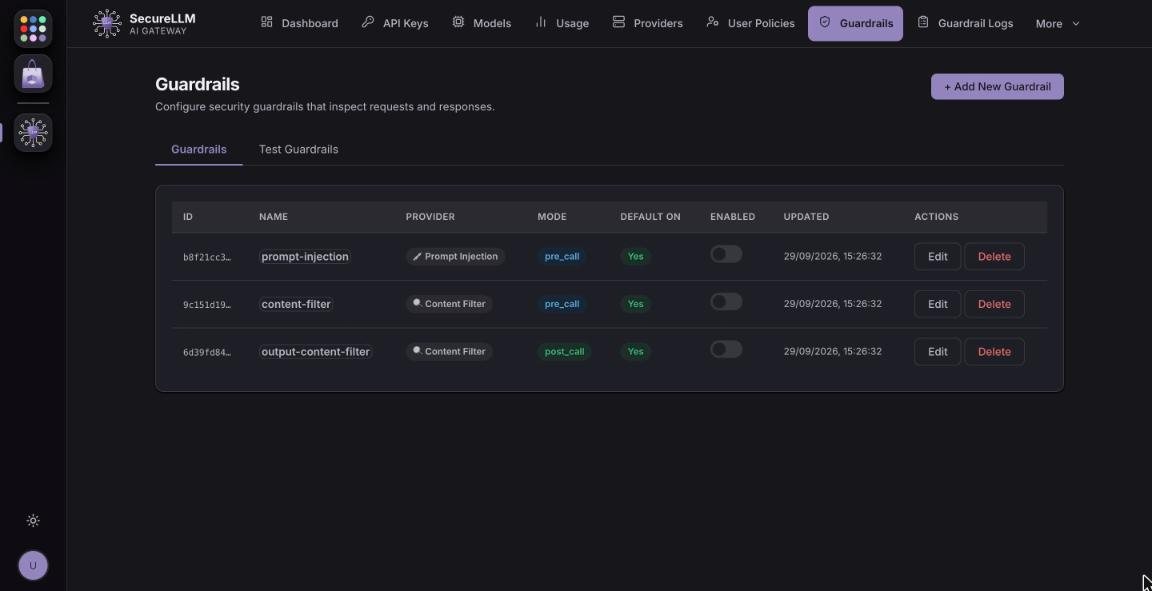 SecureLLM
AI GATEWAY
Dashboard API Keys Models Usage Providers User Policies Guardrails Guardrail Logs More
Guardrails
+ Add New Guardrail
Configure security guardrails that inspect requests and responses.
Guardrails Test Guardrails
ID NAME PROVIDER MODE DEFAULT ON ENABLED UPDATED ACTIONS
b8f21cc3… prompt-injection Prompt Injection pre_call Yes 29/09/2026, 15:26:32 Edit Delete
9c151d19… content-filter Content Filter pre_call Yes 29/09/2026, 15:26:32 Edit Delete
6d39fd84… output-content-filter Content Filter post_call Yes 29/09/2026, 15:26:32 Edit Delete
U